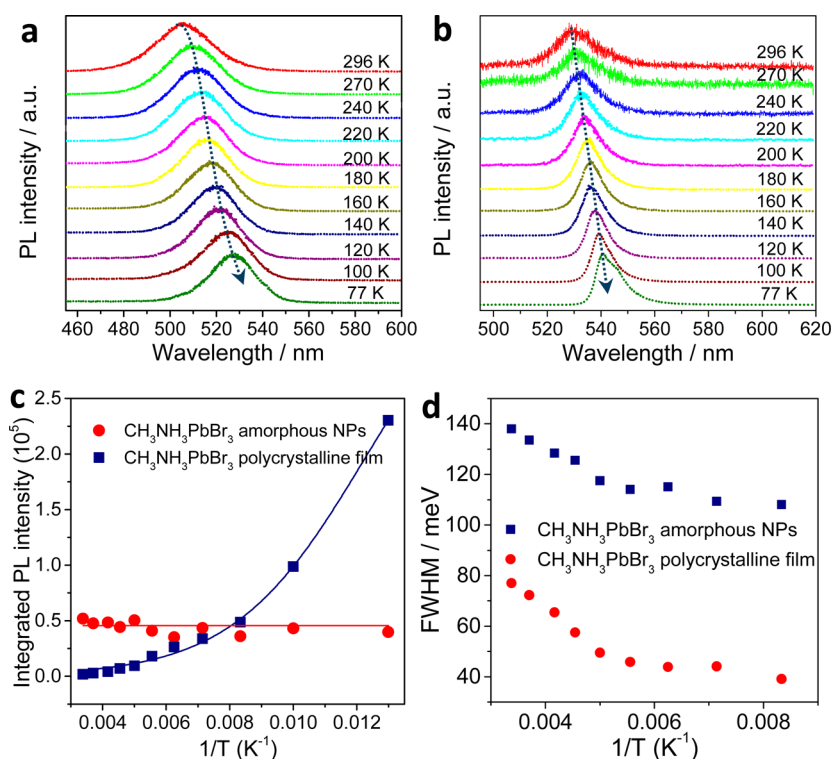 a
PL intensity / a.u.
296 K
270 K
240 K
220 K
200 K
180 K
160 K
140 K
120 K
100 K
77 K
460 480 500 520 540 560 580 600
Wavelength / nm
b
PL intensity / a.u.
296 K
270 K
240 K
220 K
200 K
180 K
160 K
140 K
120 K
100 K
77 K
500 520 540 560 580 600 620
Wavelength / nm
c
Integrated PL intensity (10⁵)
2.5
2.0
1.5
1.0
0.5
0.0
CH₃NH₃PbBr₃ amorphous NPs
CH₃NH₃PbBr₃ polycrystalline film
0.004 0.006 0.008 0.010 0.012
1/T (K⁻¹)
d
FWHM / meV
140
120
100
80
60
40
CH₃NH₃PbBr₃ amorphous NPs
CH₃NH₃PbBr₃ polycrystalline film
0.004 0.006 0.008
1/T (K⁻¹)